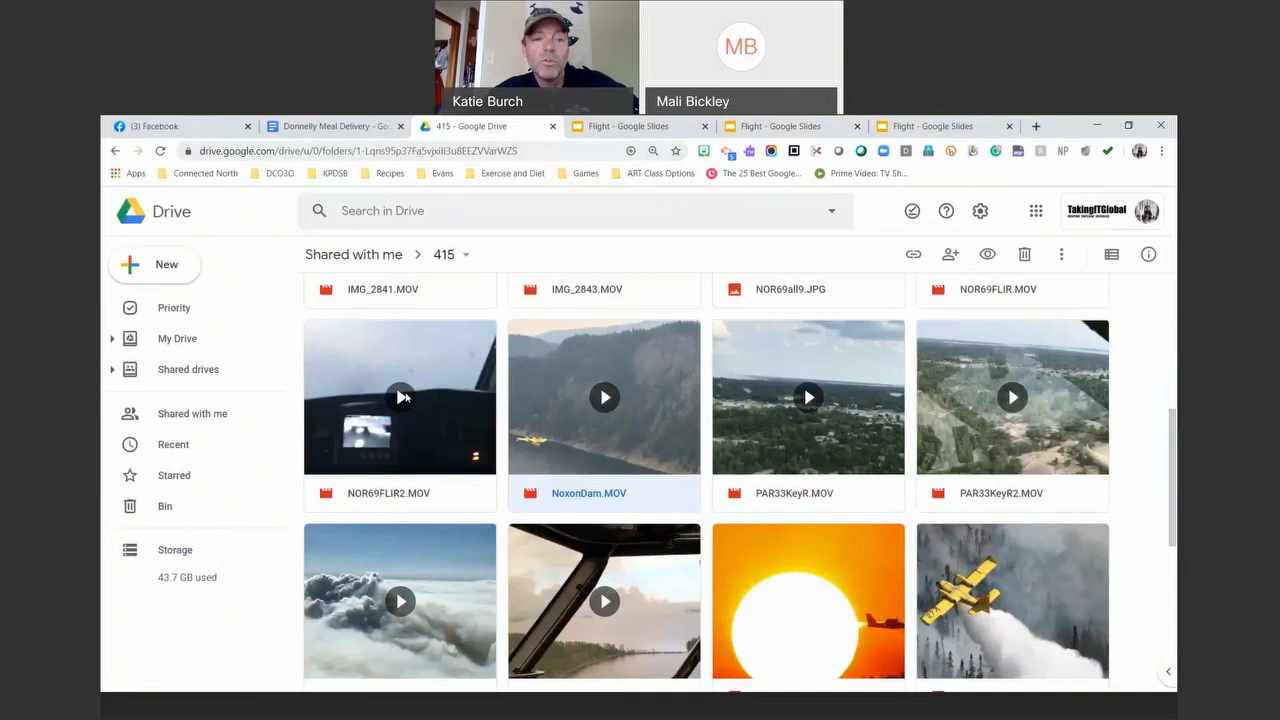 MB
Katie Burch
Mali Bickley
(3) Facebook
Donnelly Meal Delivery - Go
415 - Google Drive
Flight - Google Slides
Flight - Google Slides
Flight - Google Slides
drive.google.com/drive/u/0/folders/1-Lqns95p37Fa5vjxiIi3u8EEZVVarWZS
Apps
Connected North
DCO3O
KPDSB
Recipes
Evans
Exercise and Diet
Games
ART Class Options
The 25 Best Google...
Prime Video: TV Sh...
Drive
Search in Drive
TakingITGlobal
New
Shared with me > 415
Priority
My Drive
Shared drives
Shared with me
Recent
Starred
Bin
Storage
43.7 GB used
IMG_2841.MOV
IMG_2843.MOV
NOR69all9.JPG
NOR69FLIR.MOV
NOR69FLIR2.MOV
NoxonDam.MOV
PAR33KeyR.MOV
PAR33KeyR2.MOV